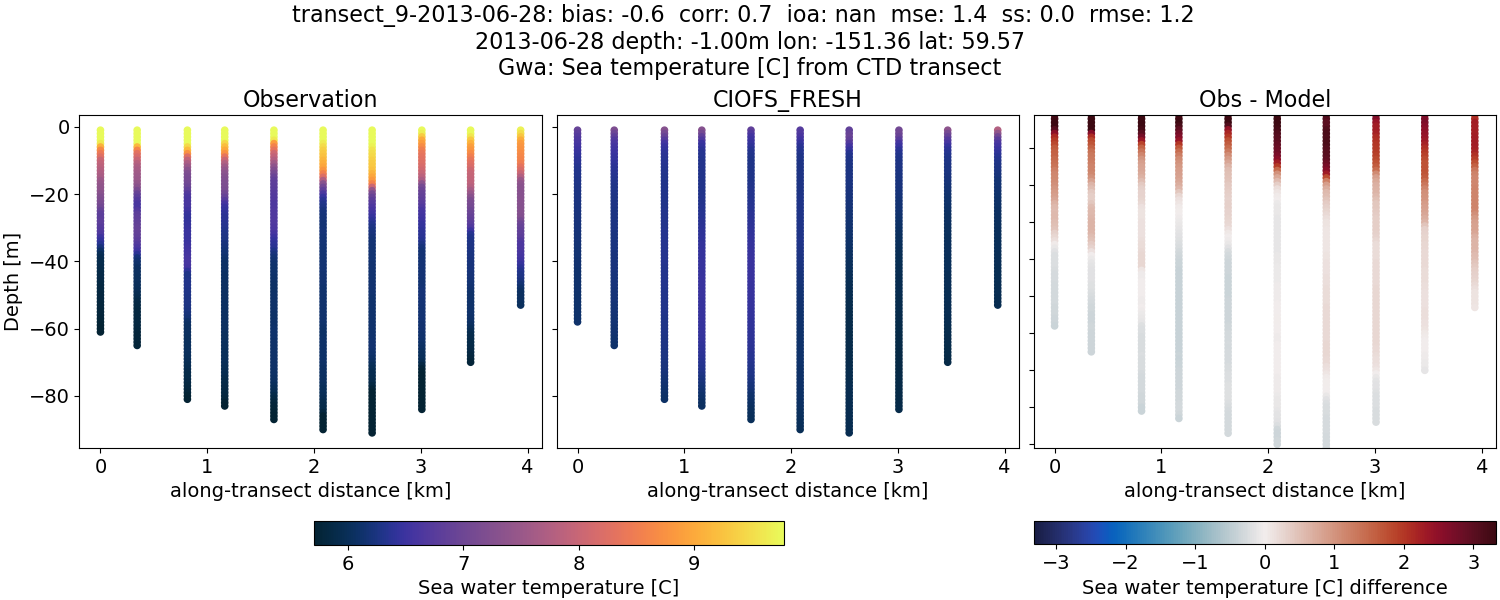 transect_9-2013-06-28: bias: -0.6  corr: 0.7  ioa: nan  mse: 1.4  ss: 0.0  rmse: 1.2
2013-06-28 depth: -1.00m lon: -151.36 lat: 59.57
Gwa: Sea temperature [C] from CTD transect
Observation
CIOFS_FRESH
Obs - Model
Depth [m]
0
−20
−40
−60
−80
0 1 2 3 4
0 1 2 3 4
0 1 2 3 4
along-transect distance [km]
along-transect distance [km]
along-transect distance [km]
6 7 8 9
Sea water temperature [C]
−3 −2 −1 0 1 2 3
Sea water temperature [C] difference